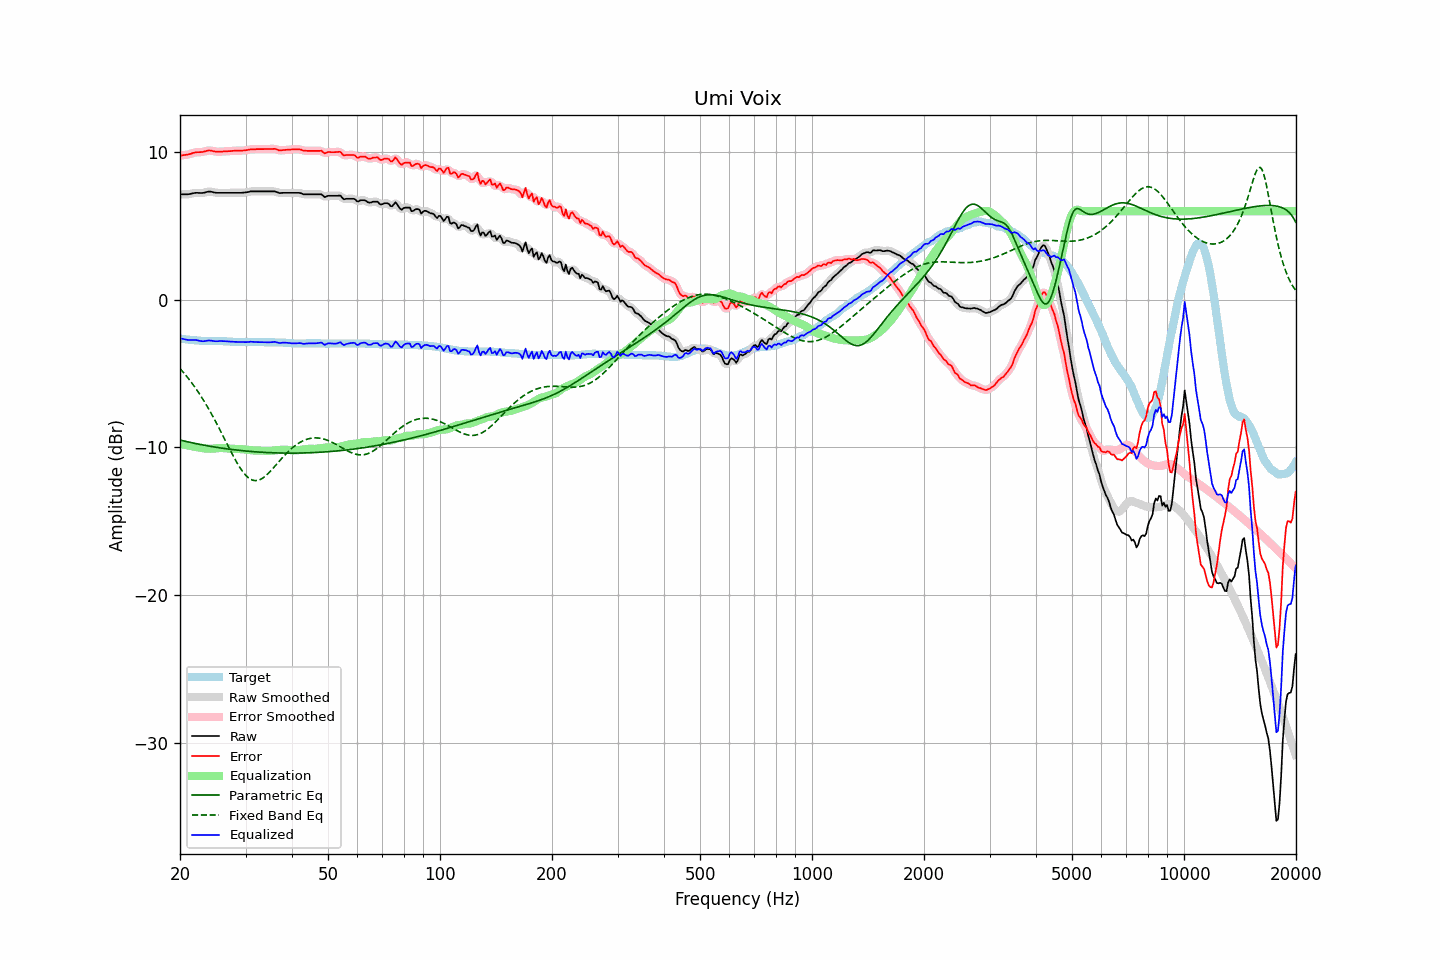 Umi Voix
Amplitude (dBr)
10
0
−10
−20
−30
Target
Raw Smoothed
Error Smoothed
Raw
Error
Equalization
Parametric Eq
Fixed Band Eq
Equalized
20 50 100 200 500 1000 2000 5000 10000 20000
Frequency (Hz)